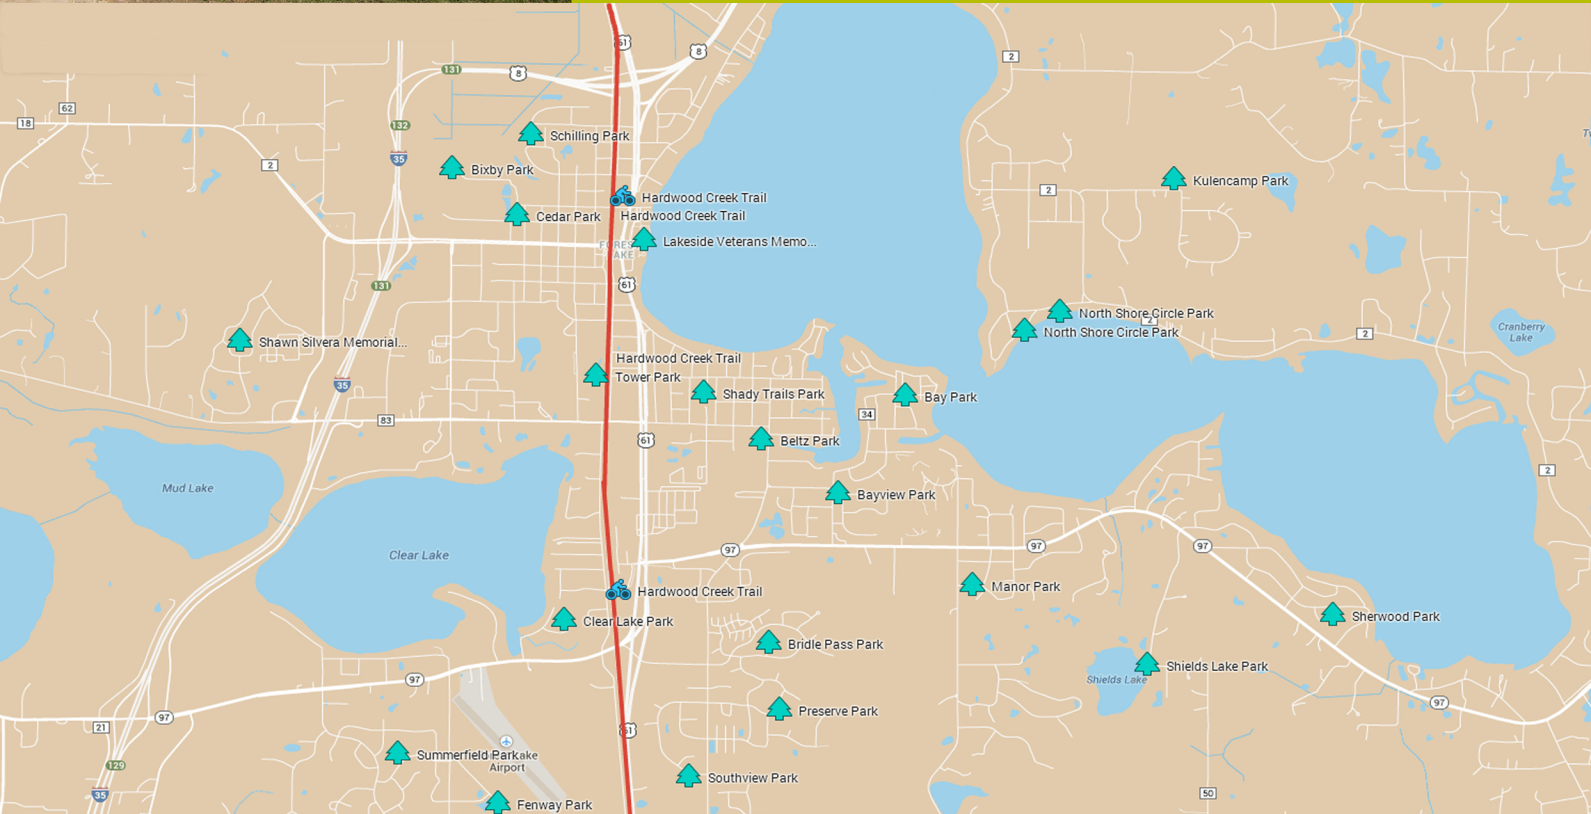 61
8
2
131
8
62
18
132
Schilling Park
35
2
Bixby Park
Kulencamp Park
2
Hardwood Creek Trail
Cedar Park
Hardwood Creek Trail
Lakeside Veterans Memo...
FOREST
LAKE
131
61
North Shore Circle Park
2
North Shore Circle Park
2
Cranberry
Lake
Shawn Silvera Memorial...
Hardwood Creek Trail
Tower Park
35
Shady Trails Park
Bay Park
34
83
61
Beltz Park
2
Mud Lake
Bayview Park
Clear Lake
97
97
97
Manor Park
Hardwood Creek Trail
Clear Lake Park
Sherwood Park
Bridle Pass Park
Shields Lake Park
Shields Lake
97
97
Preserve Park
97
21
61
Summerfield Park
Lake
Airport
129
Southview Park
35
50
Fenway Park